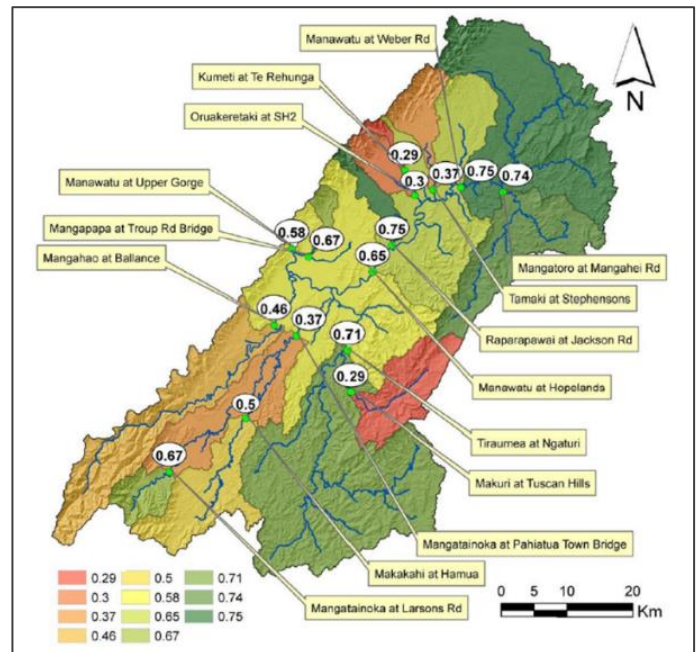 Manawatu at Weber Rd
Kumeti at Te Rehunga
Oruakeretaki at SH2
N
0.29
0.3
0.37
0.75
0.74
Manawatu at Upper Gorge
Mangapapa at Troup Rd Bridge
Mangahao at Ballance
0.58
0.67
0.75
0.65
Mangatoro at Mangahei Rd
Tamaki at Stephensons
Raparapawai at Jackson Rd
Manawatu at Hopelands
0.46
0.37
0.71
0.29
0.5
0.67
Tiraumea at Ngaturi
Makuri at Tuscan Hills
Mangatainoka at Pahiatua Town Bridge
Makakahi at Hamua
Mangatainoka at Larsons Rd
0.29 0.5 0.71
0.3 0.58 0.74
0.37 0.65 0.75
0.46 0.67
0 5 10 20
Km